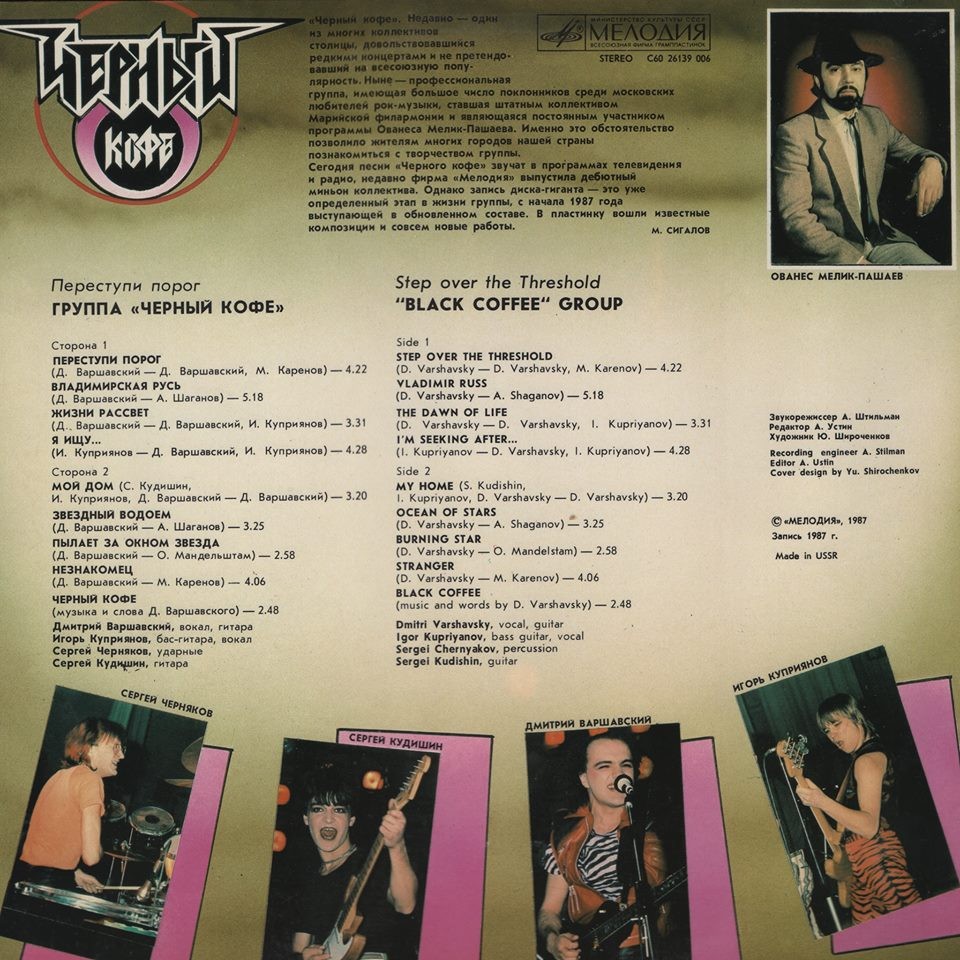 ЧЕРНЫЙ
КОФЕ
«Черный кофе». Недавно — один
из многих коллективов
столицы, довольствовавшийся
редкими концертами и не претендо-
вавший на всесоюзную попу-
лярность. Ныне — профессиональная
группа, имеющая большое число поклонников среди московских
любителей рок-музыки, ставшая штатным коллективом
Марийской филармонии и являющаяся постоянным участником
программы Ованеса Мелик-Пашаева. Именно это обстоятельство
позволило жителям многих городов нашей страны
познакомиться с творчеством группы.
Сегодня песни «Черного кофе» звучат в программах телевидения
и радио, недавно фирма «Мелодия» выпустила дебютный
миньон коллектива. Однако запись диска-гиганта — это уже
определенный этап в жизни группы, с начала 1987 года
выступающей в обновленном составе. В пластинку вошли известные
композиции и совсем новые работы.
М. СИГАЛОВ
МИНИСТЕРСТВО КУЛЬТУРЫ СССР
МЕЛОДИЯ
ВСЕСОЮЗНАЯ ФИРМА ГРАМПЛАСТИНОК
STEREO С60 26139 006
ОВАНЕС МЕЛИК-ПАШАЕВ
Переступи порог
ГРУППА «ЧЕРНЫЙ КОФЕ»
Сторона 1
ПЕРЕСТУПИ ПОРОГ
(Д. Варшавский — Д. Варшавский, М. Каренов) — 4.22
ВЛАДИМИРСКАЯ РУСЬ
(Д. Варшавский — А. Шаганов) — 5.18
ЖИЗНИ РАССВЕТ
(Д. Варшавский — Д. Варшавский, И. Куприянов) — 3.31
Я ИЩУ...
(И. Куприянов — Д. Варшавский, И. Куприянов) — 4.28
Сторона 2
МОЙ ДОМ (С. Кудишин,
И. Куприянов, Д. Варшавский — Д. Варшавский) — 3.20
ЗВЕЗДНЫЙ ВОДОЕМ
(Д. Варшавский — А. Шаганов) — 3.25
ПЫЛАЕТ ЗА ОКНОМ ЗВЕЗДА
(Д. Варшавский — О. Мандельштам) — 2.58
НЕЗНАКОМЕЦ
(Д. Варшавский — М. Каренов) — 4.06
ЧЕРНЫЙ КОФЕ
(музыка и слова Д. Варшавского) — 2.48
Дмитрий Варшавский, вокал, гитара
Игорь Куприянов, бас-гитара, вокал
Сергей Черняков, ударные
Сергей Кудишин, гитара
Step over the Threshold
"BLACK COFFEE" GROUP
Side 1
STEP OVER THE THRESHOLD
(D. Varshavsky — D. Varshavsky, M. Karenov) — 4.22
VLADIMIR RUSS
(D. Varshavsky — A. Shaganov) — 5.18
THE DAWN OF LIFE
(D. Varshavsky — D. Varshavsky, I. Kupriyanov) — 3.31
I'M SEEKING AFTER...
(I. Kupriyanov — D. Varshavsky, I. Kupriyanov) — 4.28
Side 2
MY HOME (S. Kudishin,
I. Kupriyanov, D. Varshavsky — D. Varshavsky) — 3.20
OCEAN OF STARS
(D. Varshavsky — A. Shaganov) — 3.25
BURNING STAR
(D. Varshavsky — O. Mandelstam) — 2.58
STRANGER
(D. Varshavsky — M. Karenov) — 4.06
BLACK COFFEE
(music and words by D. Varshavsky) — 2.48
Dmitri Varshavsky, vocal, guitar
Igor Kupriyanov, bass guitar, vocal
Sergei Chernyakov, percussion
Sergei Kudishin, guitar
Звукорежиссер А. Штильман
Редактор А. Устин
Художник Ю. Широченков
Recording engineer A. Stilman
Editor A. Ustin
Cover design by Yu. Shirochenkov
© «МЕЛОДИЯ», 1987
Запись 1987 г.
Made in USSR
СЕРГЕЙ ЧЕРНЯКОВ
СЕРГЕЙ КУДИШИН
ДМИТРИЙ ВАРШАВСКИЙ
ИГОРЬ КУПРИЯНОВ